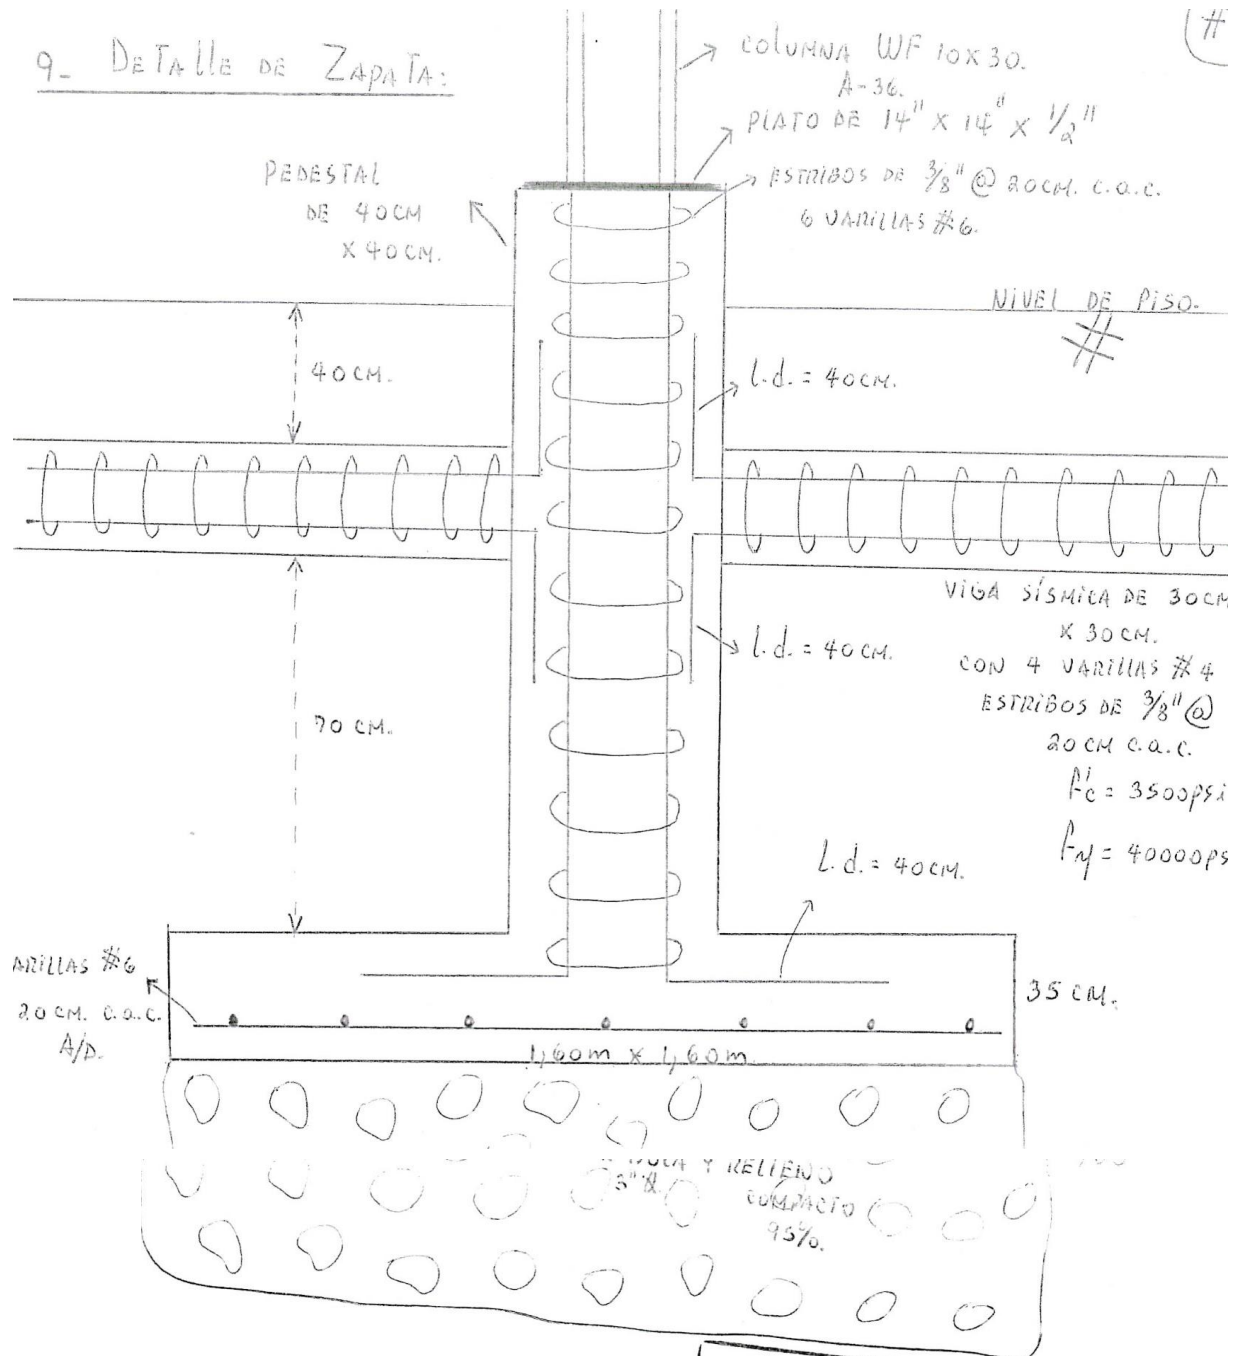 #
9- DETALLE DE ZAPATA:
COLUMNA WF 10X30.
A-36.
PLATO DE 14" X 14" X 1/2"
ESTRIBOS DE 3/8" @ 20CM. C.a.C.
6 VARILLAS #6.
PEDESTAL
DE 40CM
X 40CM.
NIVEL DE PISO.
#
40CM.
l.d. = 40CM.
VIGA SÍSMICA DE 30CM
X 30CM.
CON 4 VARILLAS #4
ESTRIBOS DE 3/8" @
20CM C.a.C.
f'c = 3500PSi
fy = 40000PS
l.d. = 40CM.
70 CM.
l.d. = 40CM.
ARILLAS #6
20CM. C.a.C.
A/D.
35 CM.
1,60m x 1,60m
Y RELLENO
3"
COMPACTO
95%.